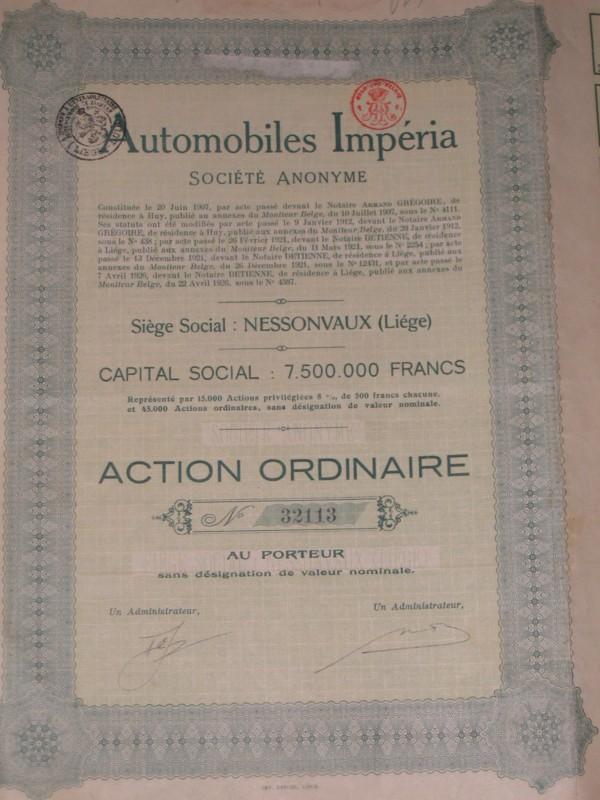 Automobiles Impéria
SOCIÉTÉ ANONYME
Constituée le 20 Juin 1907, par acte passé devant le Notaire ARMAND GRÉGOIRE, de
résidence à Huy, publié au annexes du Moniteur Belge, du 10 Juillet 1907, sous le No 4111.
Ses statuts ont été modifiés par acte passé le 9 Janvier 1912, devant le Notaire ARMAND
GRÉGOIRE, de résidence à Huy, publié aux annexes du Moniteur Belge, du 29 Janvier 1912,
sous le No 438 ; par acte passé le 26 Février 1921, devant le Notaire DETIENNE, de résidence
à Liége, publié aux annexes du Moniteur Belge, du 11 Mars 1921, sous le No 2254 ; par acte
passé le 13 Décembre 1921, devant le Notaire DETIENNE, de résidence à Liége, publié aux
annexes du Moniteur Belge, du 26 Décembre 1921, sous le No 12431, et par acte passé le
7 Avril 1926, devant le Notaire DETIENNE, de résidence à Liége, publié aux annexes du
Moniteur Belge, du 22 Avril 1926, sous le No 4587.
Siège Social : NESSONVAUX (Liége)
CAPITAL SOCIAL : 7.500.000 FRANCS
Représenté par 15.000 Actions privilégiées 8 %, de 500 francs chacune,
et 45.000 Actions ordinaires, sans désignation de valeur nominale.
ACTION ORDINAIRE
No 32113
AU PORTEUR
sans désignation de valeur nominale.
Un Administrateur, Un Administrateur,